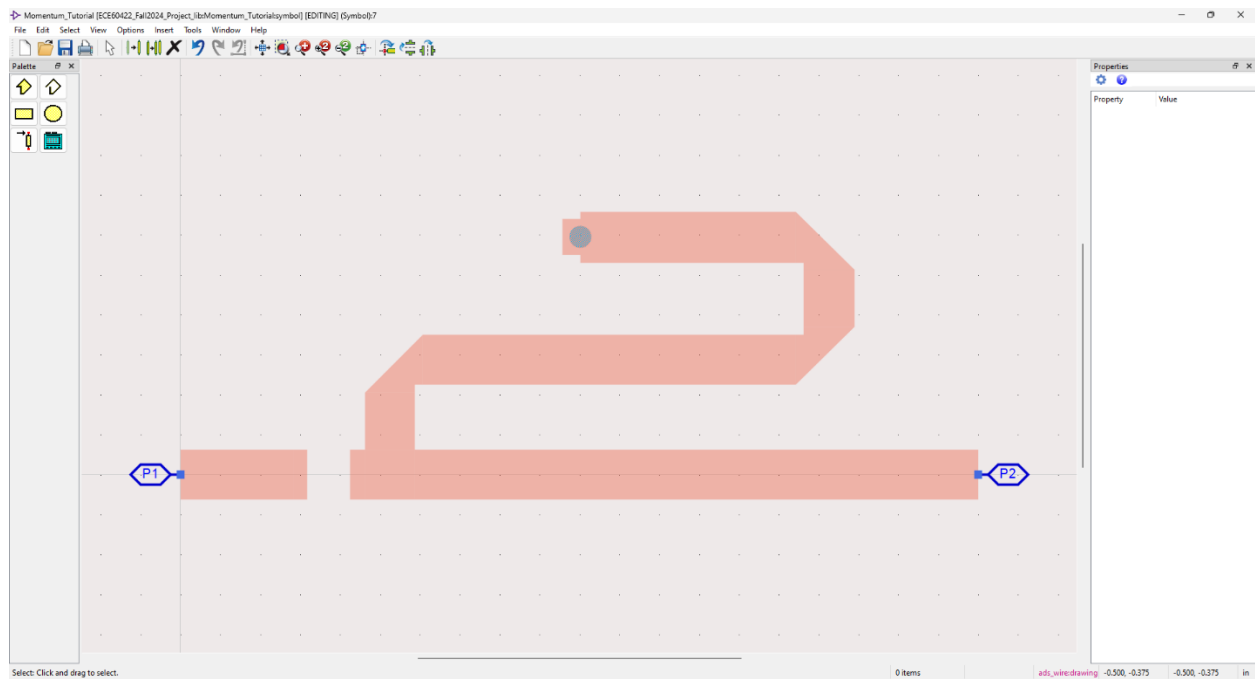 Momentum_Tutorial [ECE60422_Fall2024_Project_lib:Momentum_Tutorial:symbol] [EDITING] (Symbol):7
File Edit Select View Options Insert Tools Window Help
Palette
Properties
Property Value
P1
P2
Select: Click and drag to select.
0 items
ads_wire:drawing -0.500, -0.375 -0.500, -0.375 in